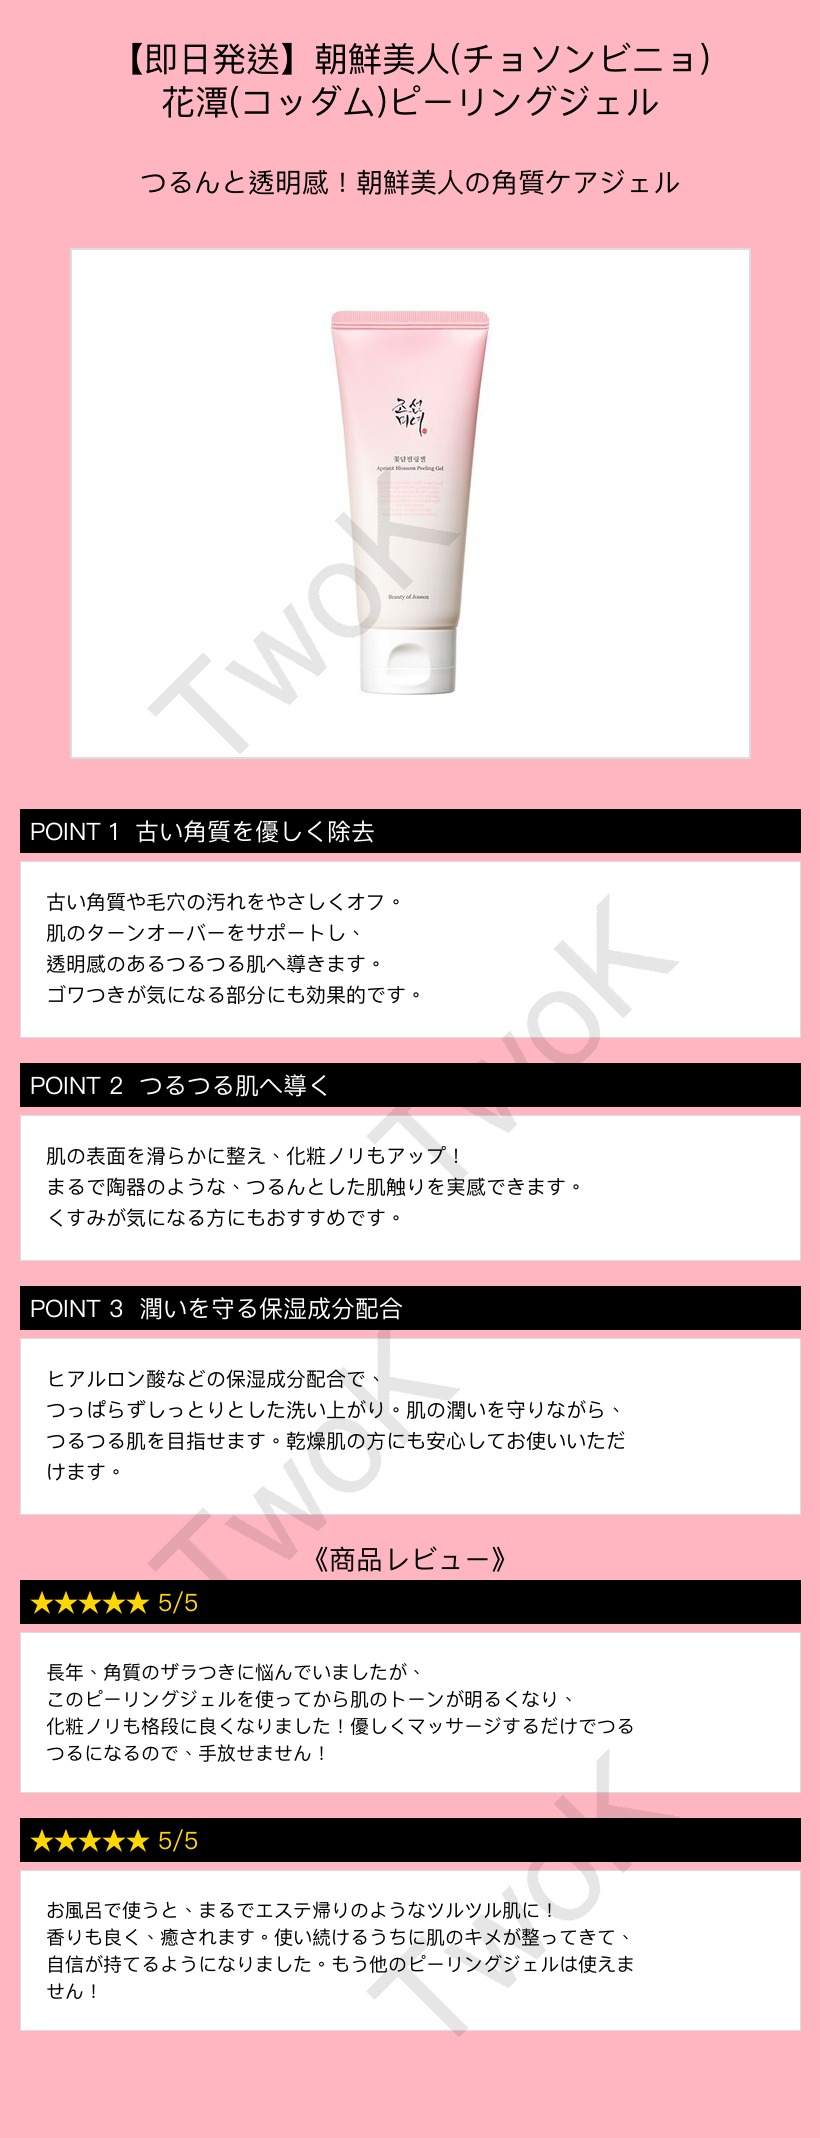 【即日発送】朝鮮美人(チョソンビニョ)
花潭(コッダム)ピーリングジェル
つるんと透明感！朝鮮美人の角質ケアジェル
조선
미녀
꽃담필링젤
Apricot Blossom Peeling Gel
Beauty of Joseon
TwoK
POINT 1 古い角質を優しく除去
古い角質や毛穴の汚れをやさしくオフ。
肌のターンオーバーをサポートし、
透明感のあるつるつる肌へ導きます。
ゴワつきが気になる部分にも効果的です。
TwoK
POINT 2 つるつる肌へ導く
肌の表面を滑らかに整え、化粧ノリもアップ！
まるで陶器のような、つるんとした肌触りを実感できます。
くすみが気になる方にもおすすめです。
POINT 3 潤いを守る保湿成分配合
ヒアルロン酸などの保湿成分配合で、
つっぱらずしっとりとした洗い上がり。肌の潤いを守りながら、
つるつる肌を目指せます。乾燥肌の方にも安心してお使いいただ
けます。
TwoK
《商品レビュー》
★★★★★ 5/5
長年、角質のザラつきに悩んでいましたが、
このピーリングジェルを使ってから肌のトーンが明るくなり、
化粧ノリも格段に良くなりました！優しくマッサージするだけでつる
つるになるので、手放せません！
★★★★★ 5/5
お風呂で使うと、まるでエステ帰りのようなツルツル肌に！
香りも良く、癒されます。使い続けるうちに肌のキメが整ってきて、
自信が持てるようになりました。もう他のピーリングジェルは使えま
せん！
TwoK